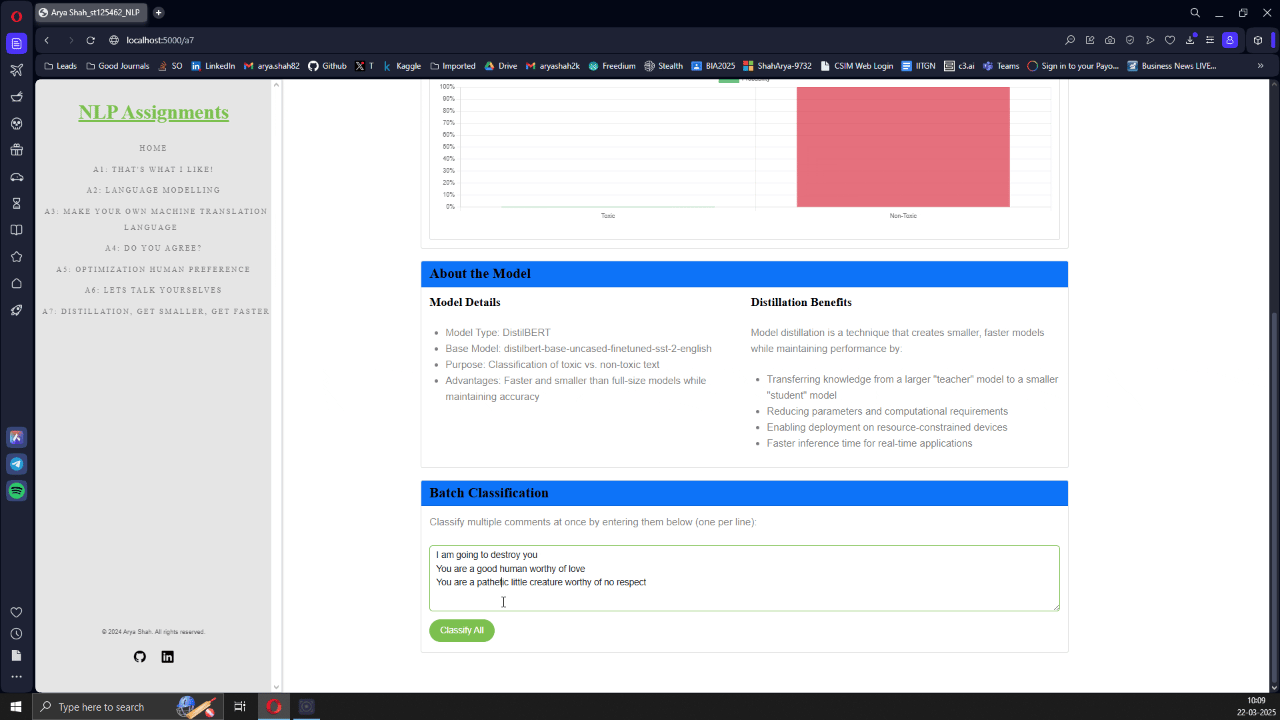 Arya Shah_st125462_NLP
localhost:5000/a7
Leads
Good Journals
SO
LinkedIn
arya.shah82
Github
T
Kaggle
Imported
Drive
aryashah2k
Freedium
Stealth
BIA2025
ShahArya-9732
CSIM Web Login
IITGN
c3.ai
Teams
Sign in to your Payo...
Business News LIVE...
NLP Assignments
HOME
A1: THAT'S WHAT I LIKE!
A2: LANGUAGE MODELLING
A3: MAKE YOUR OWN MACHINE TRANSLATION
LANGUAGE
A4: DO YOU AGREE?
A5: OPTIMIZATION HUMAN PREFERENCE
A6: LETS TALK YOURSELVES
A7: DISTILLATION, GET SMALLER, GET FASTER
© 2024 Arya Shah. All rights reserved.
100%
90%
80%
70%
60%
50%
40%
30%
20%
10%
0%
Toxic
Non-Toxic
About the Model
Model Details
Model Type: DistilBERT
Base Model: distilbert-base-uncased-finetuned-sst-2-english
Purpose: Classification of toxic vs. non-toxic text
Advantages: Faster and smaller than full-size models while
maintaining accuracy
Distillation Benefits
Model distillation is a technique that creates smaller, faster models
while maintaining performance by:
Transferring knowledge from a larger "teacher" model to a smaller
"student" model
Reducing parameters and computational requirements
Enabling deployment on resource-constrained devices
Faster inference time for real-time applications
Batch Classification
Classify multiple comments at once by entering them below (one per line):
I am going to destroy you
You are a good human worthy of love
You are a pathetic little creature worthy of no respect
Classify All
Type here to search
10:09
22-03-2025